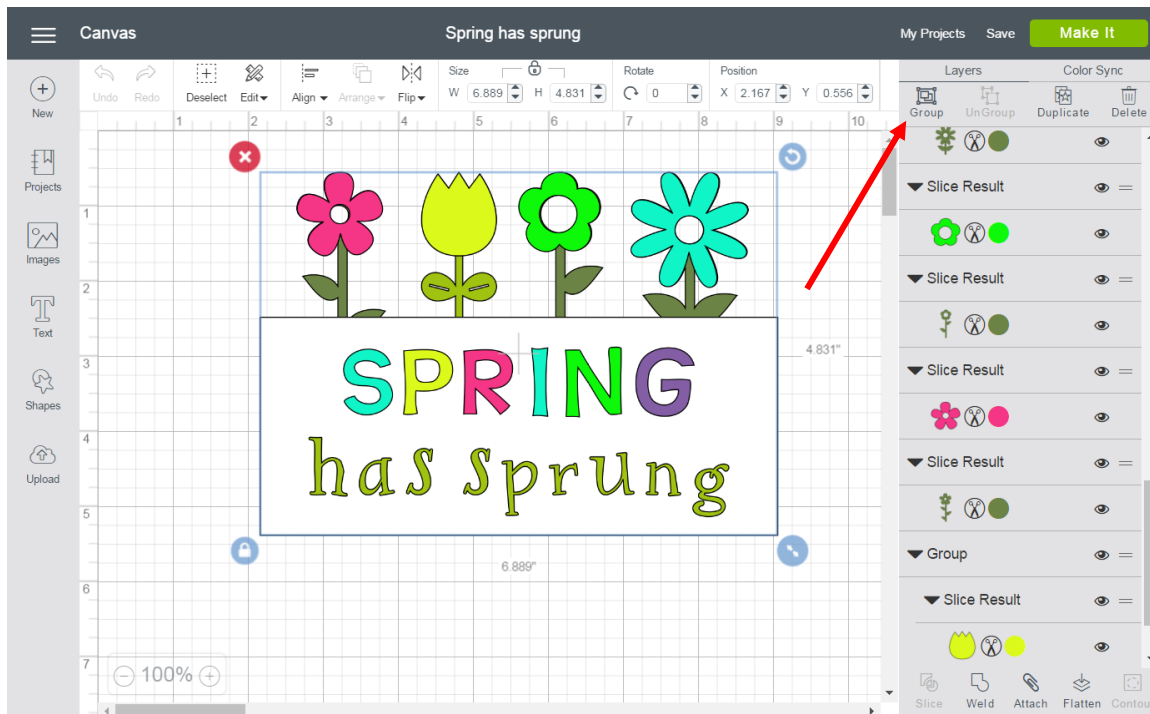 Canvas Spring has sprung My Projects Save Make It
New
Projects
Images
Text
Shapes
Upload
Undo Redo Deselect Edit Align Arrange Flip
Size W 6.889 H 4.831
Rotate 0
Position X 2.167 Y 0.556
1 2 3 4 5 6 7 8 9 10
1
2
3
4
5
6
7
SPRING
has sprung
4.831"
6.889"
100%
Layers Color Sync
Group UnGroup Duplicate Delete
Slice Result
Slice Result
Slice Result
Slice Result
Group
Slice Result
Slice Weld Attach Flatten Contou